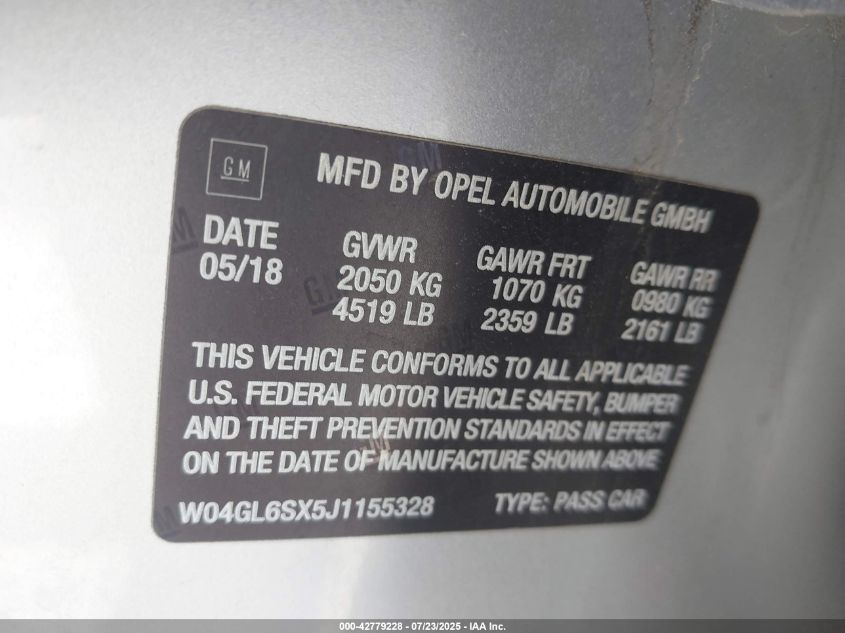 GM
MFD BY OPEL AUTOMOBILE GMBH
DATE
05/18
GVWR
2050 KG
4519 LB
GAWR FRT
1070 KG
2359 LB
GAWR RR
0980 KG
2161 LB
THIS VEHICLE CONFORMS TO ALL APPLICABLE
U.S. FEDERAL MOTOR VEHICLE SAFETY, BUMPER
AND THEFT PREVENTION STANDARDS IN EFFECT
ON THE DATE OF MANUFACTURE SHOWN ABOVE
W04GL6SX5J1155328 TYPE: PASS CAR
000-42779228 - 07/23/2025 - IAA Inc.